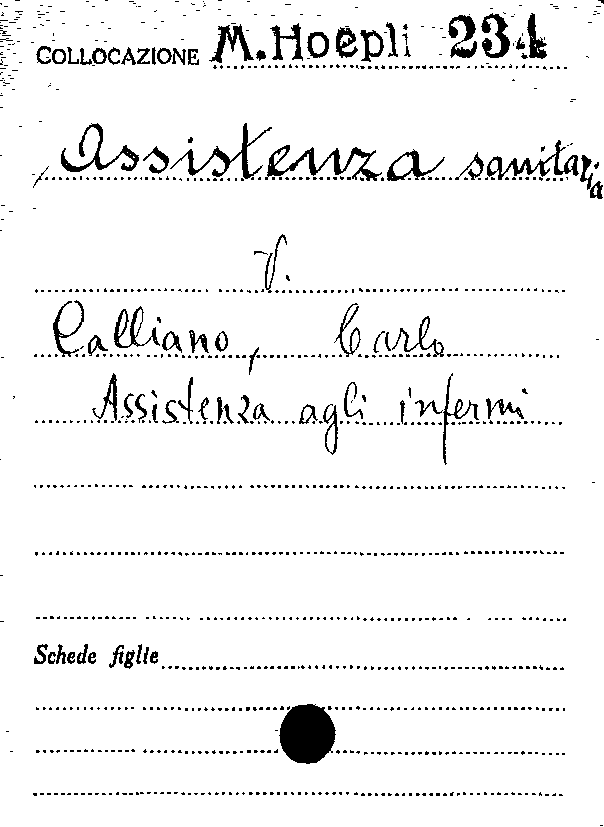 COLLOCAZIONE M. Hoepli 234
Assistenza sanitaria
V.
Calliano, Carlo
Assistenza agli infermi
Schede figlie